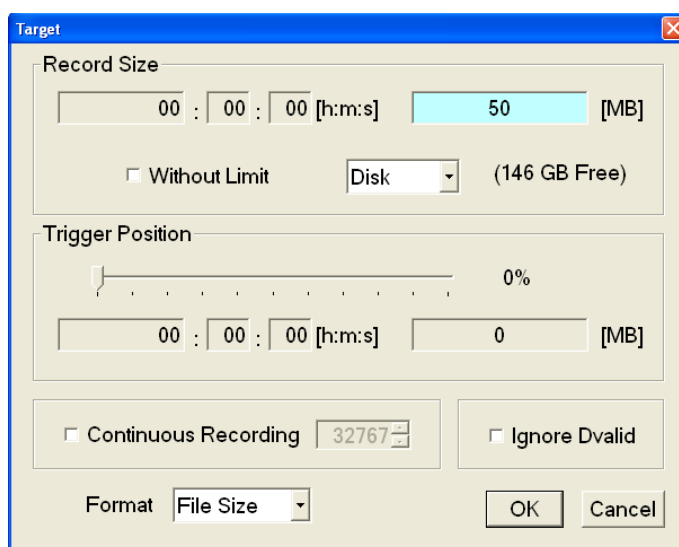 Target
Record Size
00 : 00 : 00 [h:m:s] 50 [MB]
Without Limit Disk (146 GB Free)
Trigger Position
0%
00 : 00 : 00 [h:m:s] 0 [MB]
Continuous Recording 32767 Ignore Dvalid
Format File Size OK Cancel